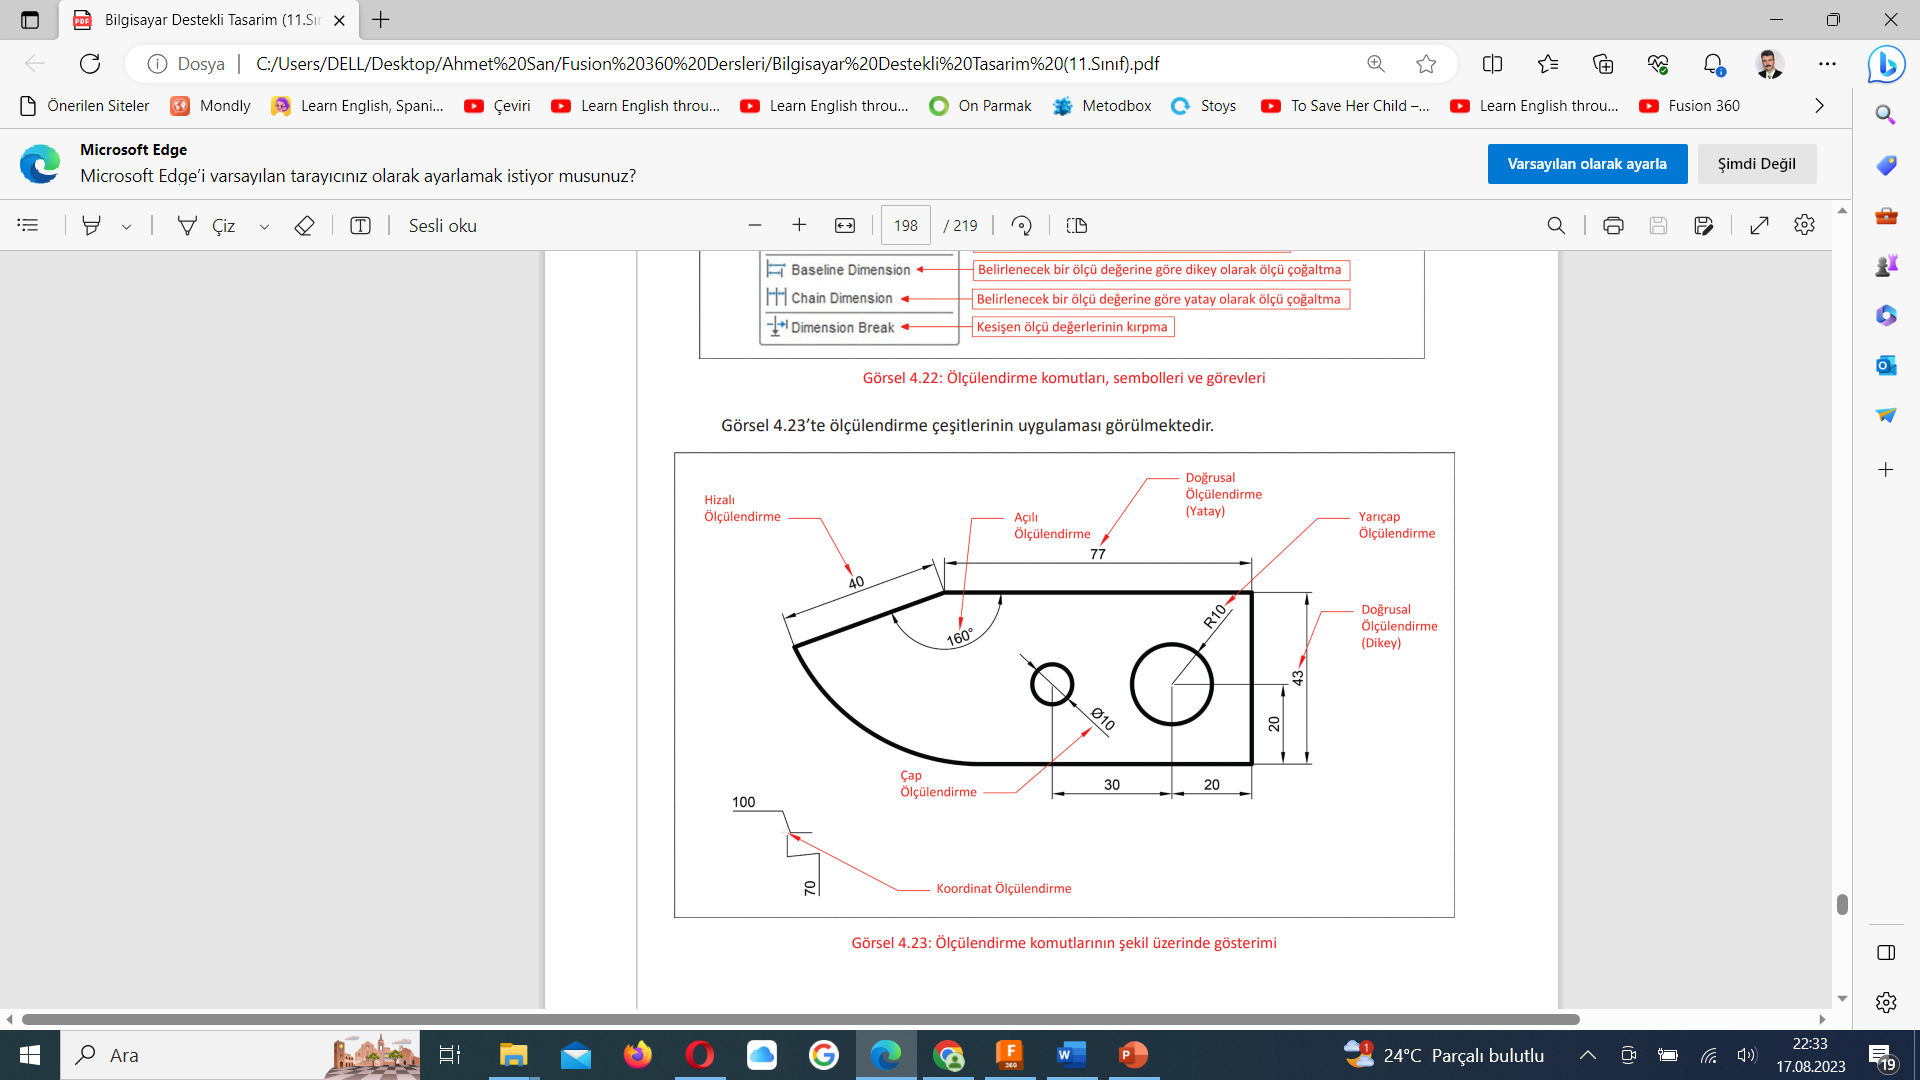 Bilgisayar Destekli Tasarim (11.Sın
Dosya
C:/Users/DELL/Desktop/Ahmet%20San/Fusion%20360%20Dersleri/Bilgisayar%20Destekli%20Tasarim%20(11.Sınıf).pdf
Önerilen Siteler
Mondly
Learn English, Spani...
Çeviri
Learn English throu...
Learn English throu...
On Parmak
Metodbox
Stoys
To Save Her Child –...
Learn English throu...
Fusion 360
Microsoft Edge
Microsoft Edge'i varsayılan tarayıcınız olarak ayarlamak istiyor musunuz?
Varsayılan olarak ayarla
Şimdi Değil
Çiz
Sesli oku
198 / 219
Baseline Dimension
Belirlenecek bir ölçü değerine göre dikey olarak ölçü çoğaltma
Chain Dimension
Belirlenecek bir ölçü değerine göre yatay olarak ölçü çoğaltma
Dimension Break
Kesişen ölçü değerlerinin kırpma
Görsel 4.22: Ölçülendirme komutları, sembolleri ve görevleri
Görsel 4.23'te ölçülendirme çeşitlerinin uygulaması görülmektedir.
Hizalı
Ölçülendirme
Açılı
Ölçülendirme
Doğrusal
Ölçülendirme
(Yatay)
Yarıçap
Ölçülendirme
77
40
160°
R10
Doğrusal
Ölçülendirme
(Dikey)
43
20
Ø10
Çap
Ölçülendirme
30
20
100
70
Koordinat Ölçülendirme
Görsel 4.23: Ölçülendirme komutlarının şekil üzerinde gösterimi
Ara
F
360
W
P
1
24°C Parçalı bulutlu
22:33
17.08.2023
19